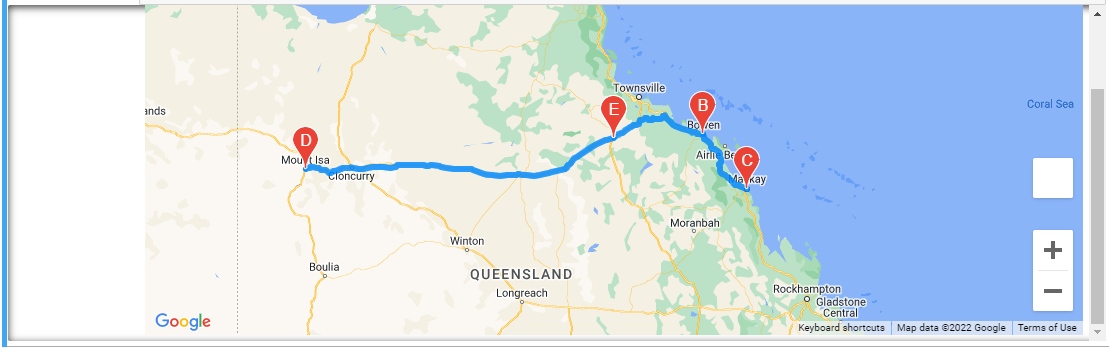 Townsville
Coral Sea
ands
E
B
Bowen
D
Mount Isa
Airlie Be
C
Cloncurry
Mackay
Moranbah
Winton
Boulia
QUEENSLAND
Longreach
Rockhampton
Gladstone
Central
+
−
Google
Keyboard shortcuts
Map data ©2022 Google
Terms of Use